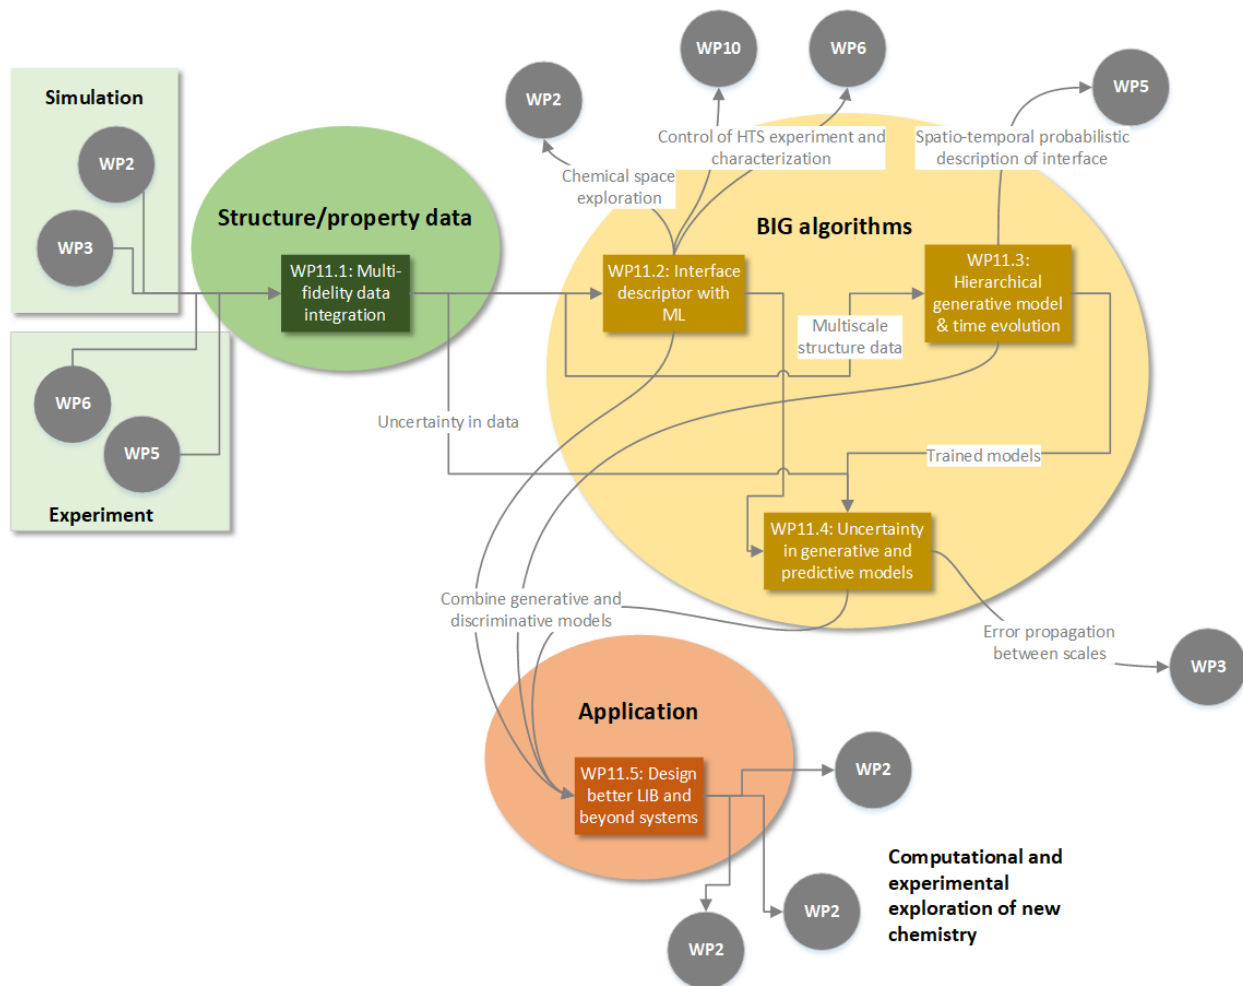 Simulation
WP2
WP3
WP6
WP5
Experiment
Structure/property data
WP11.1: Multi-
fidelity data
integration
Uncertainty in data
WP2
WP10
WP6
WP5
Chemical space
exploration
Control of HTS experiment and
characterization
Spatio-temporal probabilistic
description of interface
BIG algorithms
WP11.2: Interface
descriptor with
ML
WP11.3:
Hierarchical
generative model
& time evolution
Multiscale
structure data
Trained models
WP11.4: Uncertainty
in generative and
predictive models
Combine generative and
discriminative models
Error propagation
between scales
WP3
Application
WP11.5: Design
better LIB and
beyond systems
WP2
WP2
WP2
Computational and
experimental
exploration of new
chemistry